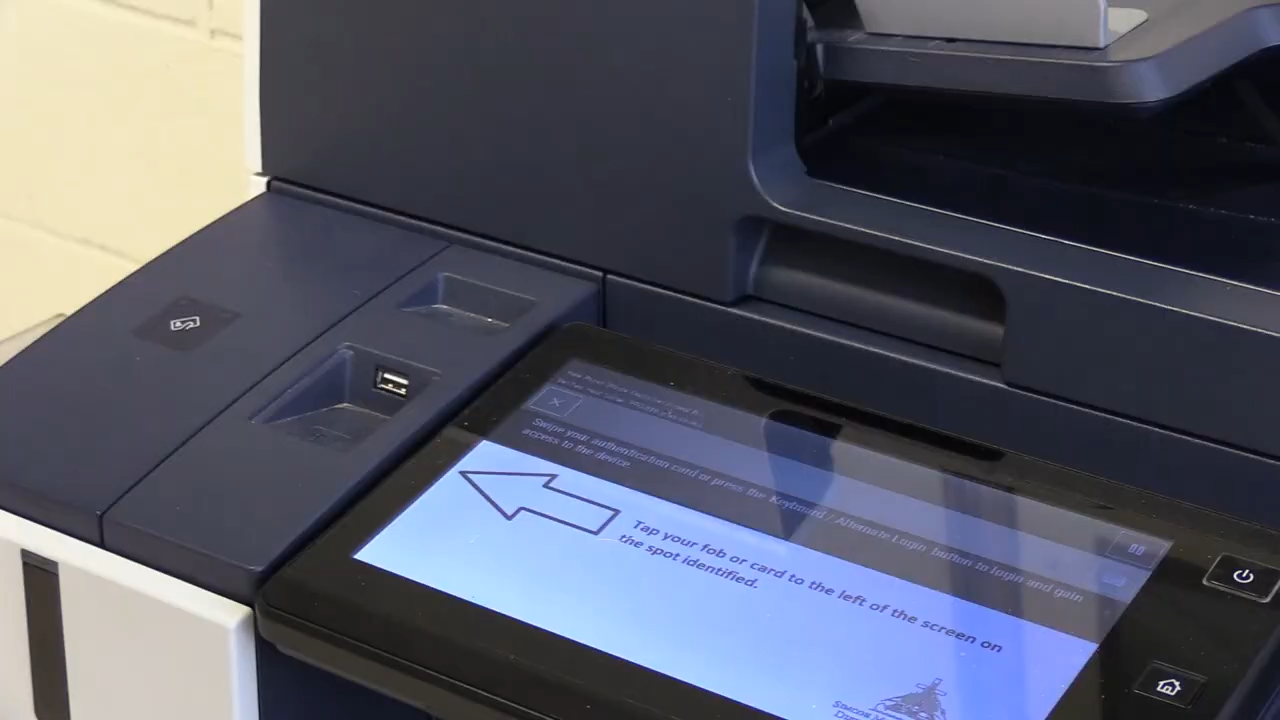 Swipe your authentication card or press the Keyboard / Alternate Login button to login and gain
access to the device.
Tap your fob or card to the left of the screen on
the spot identified.